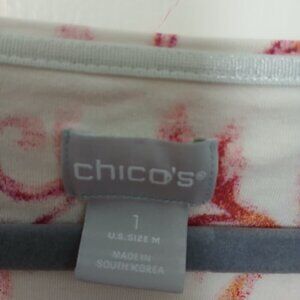 chico's®
1
U.S. SIZE M
MADE IN
SOUTH KOREA